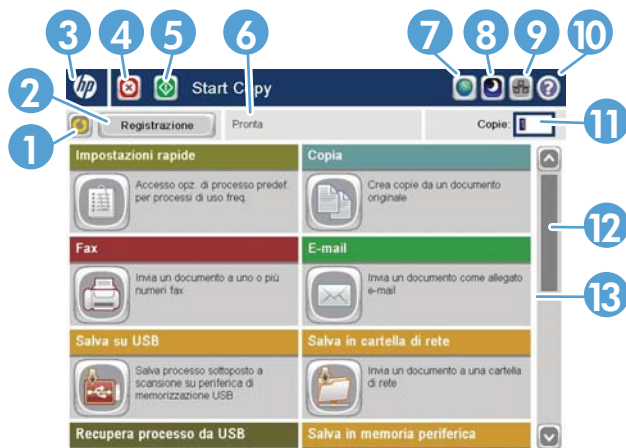 3 4 5 6 7 8 9 10
hp Start Copy
2 Registrazione Pronta Copie: 1 11
1
Impostazioni rapide
Accesso opz. di processo predef.
per processi di uso freq.
Copia
Crea copie da un documento
originale
12
Fax
Invia un documento a uno o più
numeri fax
E-mail
Invia un documento come allegato
e-mail
13
Salva su USB
Salva processo sottoposto a
scansione su periferica di
memorizzazione USB
Salva in cartella di rete
Invia un documento a una cartella
di rete
Recupera processo da USB
Salva in memoria periferica